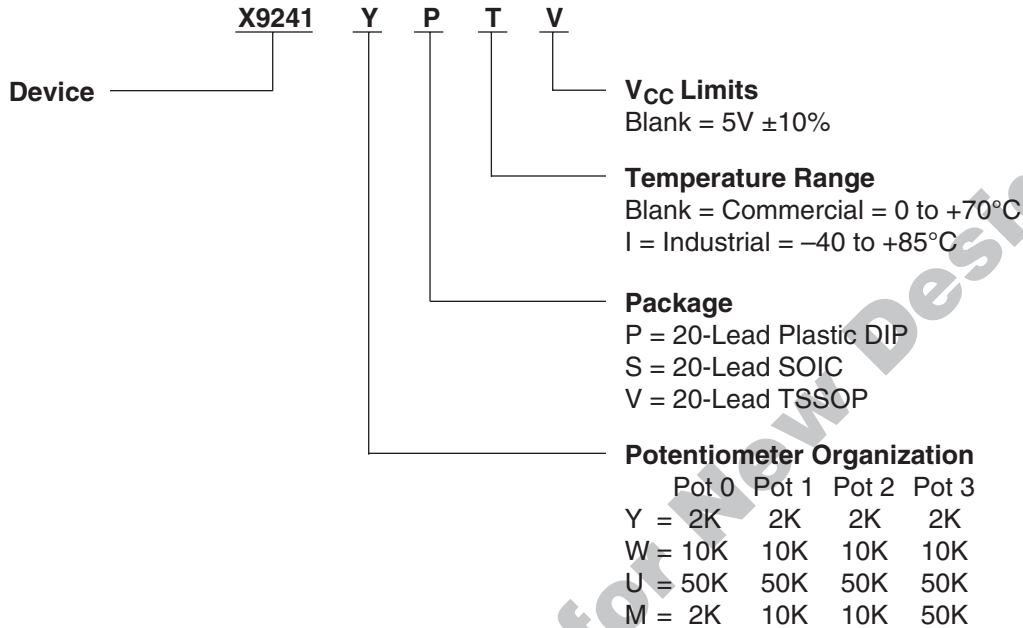 X9241 Y P T V
Device
VCC Limits
Blank = 5V ±10%
Temperature Range
Blank = Commercial = 0 to +70°C
I = Industrial = –40 to +85°C
Package
P = 20-Lead Plastic DIP
S = 20-Lead SOIC
V = 20-Lead TSSOP
Potentiometer Organization
Pot 0 Pot 1 Pot 2 Pot 3
Y = 2K 2K 2K 2K
W = 10K 10K 10K 10K
U = 50K 50K 50K 50K
M = 2K 10K 10K 50K
for New